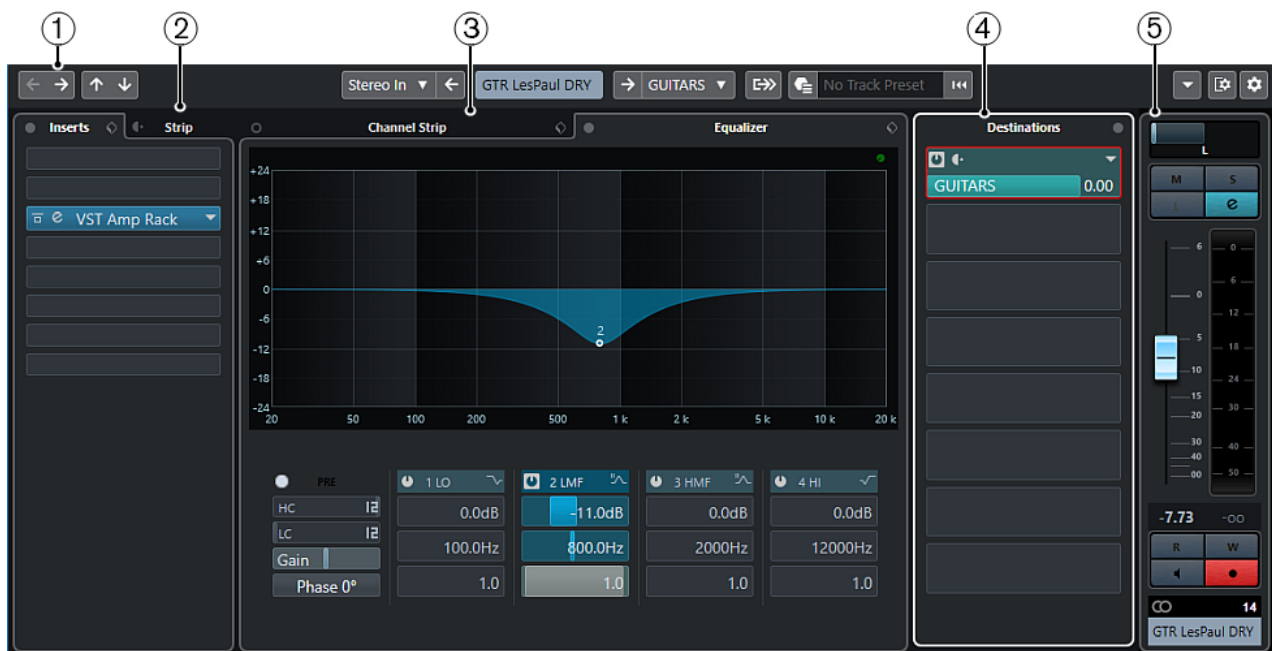 1 2 3 4 5
Stereo In GTR LesPaul DRY GUITARS No Track Preset
Inserts Strip
Channel Strip Equalizer
Destinations
L
GUITARS 0.00
M S
L e
VST Amp Rack
+24
+18
+12
+6
0
-6
-12
-18
-24
2
20 50 100 200 500 1 k 2 k 5 k 10 k 20 k
6
0
5
10
15
20
30
40
00
0
6
12
18
24
30
40
50
PRE
HC 12
LC 12
Gain
Phase 0°
1 LO
0.0dB
100.0Hz
1.0
2 LMF
-11.0dB
800.0Hz
1.0
3 HMF
0.0dB
2000Hz
1.0
4 HI
0.0dB
12000Hz
1.0
-7.73 -oo
R W
14
GTR LesPaul DRY